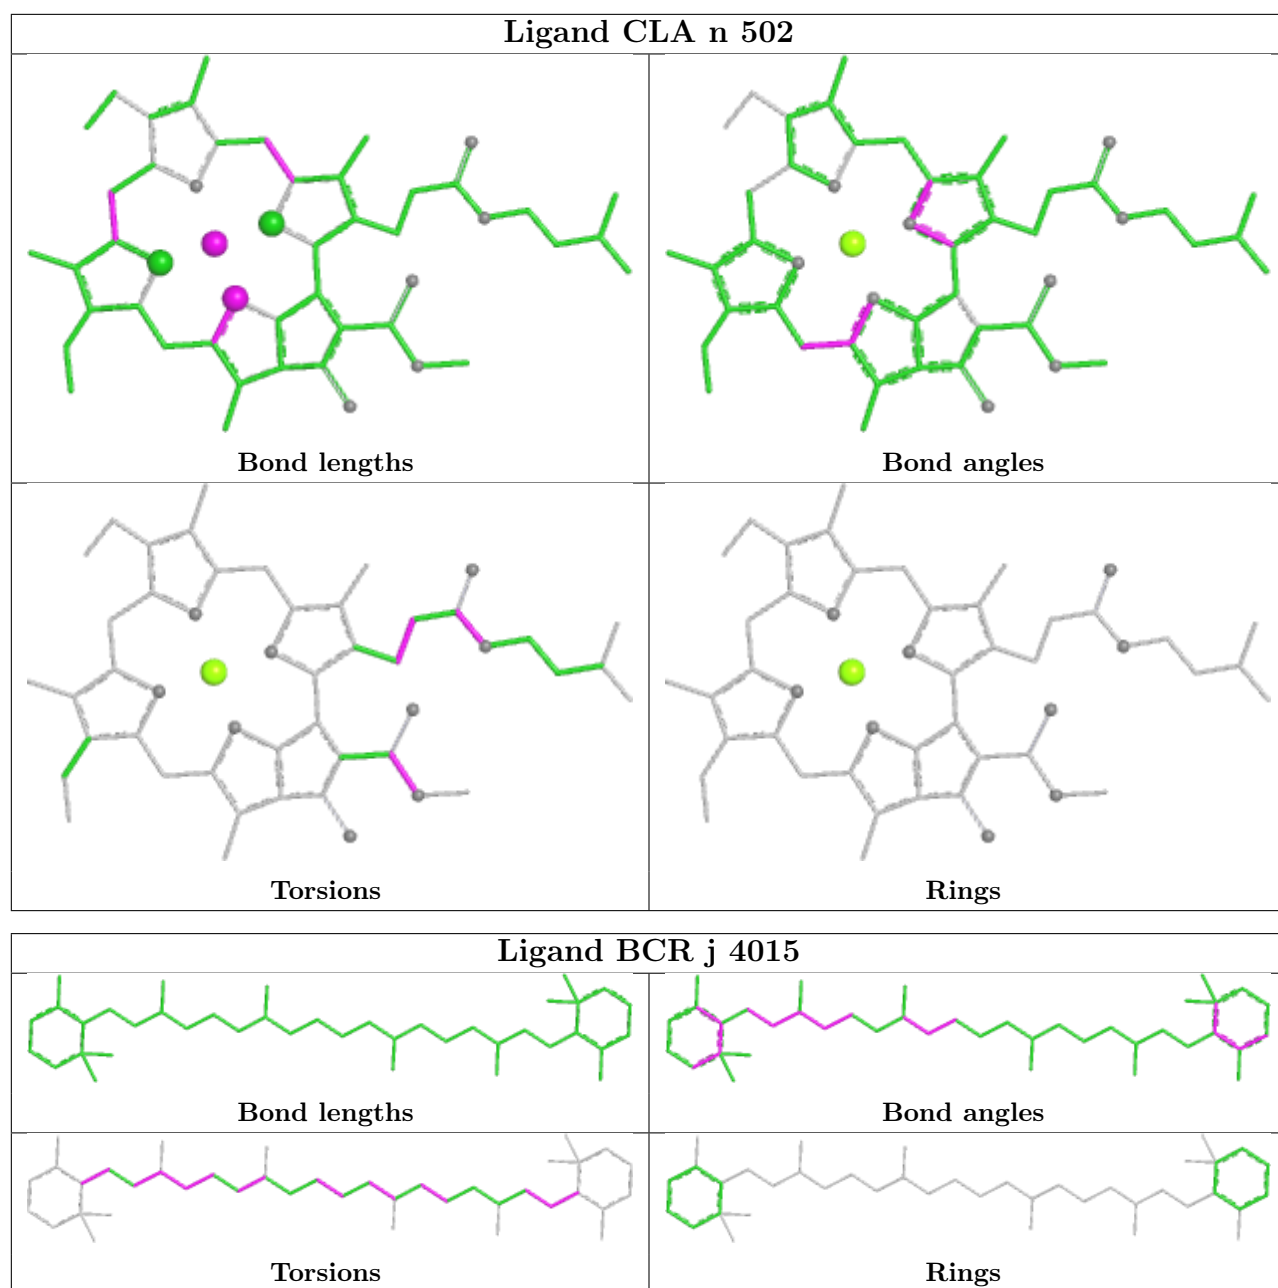 Ligand CLA n 502
Bond lengths
Bond angles
Torsions
Rings
Ligand BCR j 4015
Bond lengths
Bond angles
Torsions
Rings